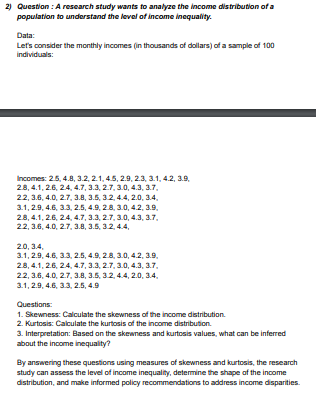 2) Question : A research study wants to analyze the income distribution of a
population to understand the level of income inequality.
Data:
Let's consider the monthly incomes (in thousands of dollars) of a sample of 100
individuals:
Incomes: 2.5, 4.8, 3.2, 2.1, 4.5, 2.9, 2.3, 3.1, 4.2, 3.9,
2.8, 4.1, 2.6, 2.4, 4.7, 3.3, 2.7, 3.0, 4.3, 3.7,
2.2, 3.6, 4.0, 2.7, 3.8, 3.5, 3.2, 4.4, 2.0, 3.4,
3.1, 2.9, 4.6, 3.3, 2.5, 4.9, 2.8, 3.0, 4.2, 3.9,
2.8, 4.1, 2.6, 2.4, 4.7, 3.3, 2.7, 3.0, 4.3, 3.7,
2.2, 3.6, 4.0, 2.7, 3.8, 3.5, 3.2, 4.4,
2.0, 3.4,
3.1, 2.9, 4.6, 3.3, 2.5, 4.9, 2.8, 3.0, 4.2, 3.9,
2.8, 4.1, 2.6, 2.4, 4.7, 3.3, 2.7, 3.0, 4.3, 3.7,
2.2, 3.6, 4.0, 2.7, 3.8, 3.5, 3.2, 4.4, 2.0, 3.4,
3.1, 2.9, 4.6, 3.3, 2.5, 4.9
Questions:
1. Skewness: Calculate the skewness of the income distribution.
2. Kurtosis: Calculate the kurtosis of the income distribution.
3. Interpretation: Based on the skewness and kurtosis values, what can be inferred
about the income inequality?
By answering these questions using measures of skewness and kurtosis, the research
study can assess the level of income inequality, determine the shape of the income
distribution, and make informed policy recommendations to address income disparities.